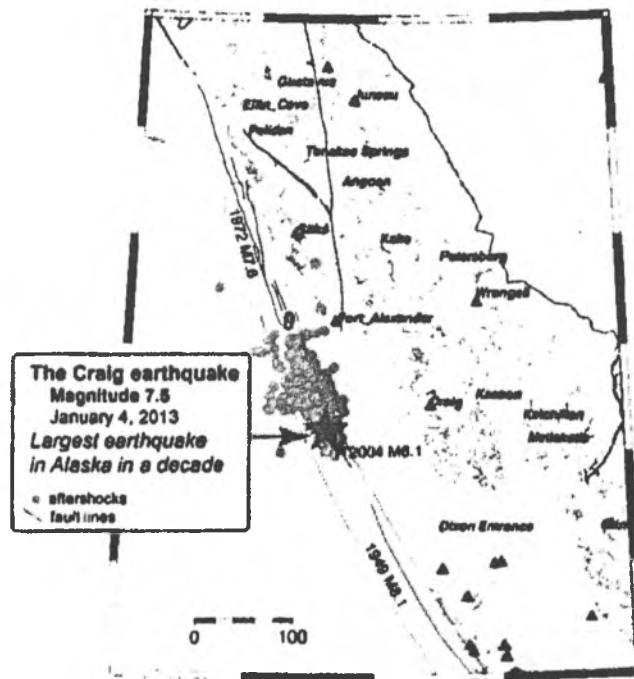 Gustavus
Juneau
Elfin_Cove
Pelican
Tenakee Springs
Angoon
1972 M7.6
Sitka
Kake
Petersburg
Wrangell
Port_Alexander
The Craig earthquake
Magnitude 7.5
January 4, 2013
Largest earthquake
in Alaska in a decade
aftershocks
fault lines
Craig
Kasaan
Ketchikan
Metlakatla
2004 M6.1
Dixon Entrance
1949 M8.1
0 100